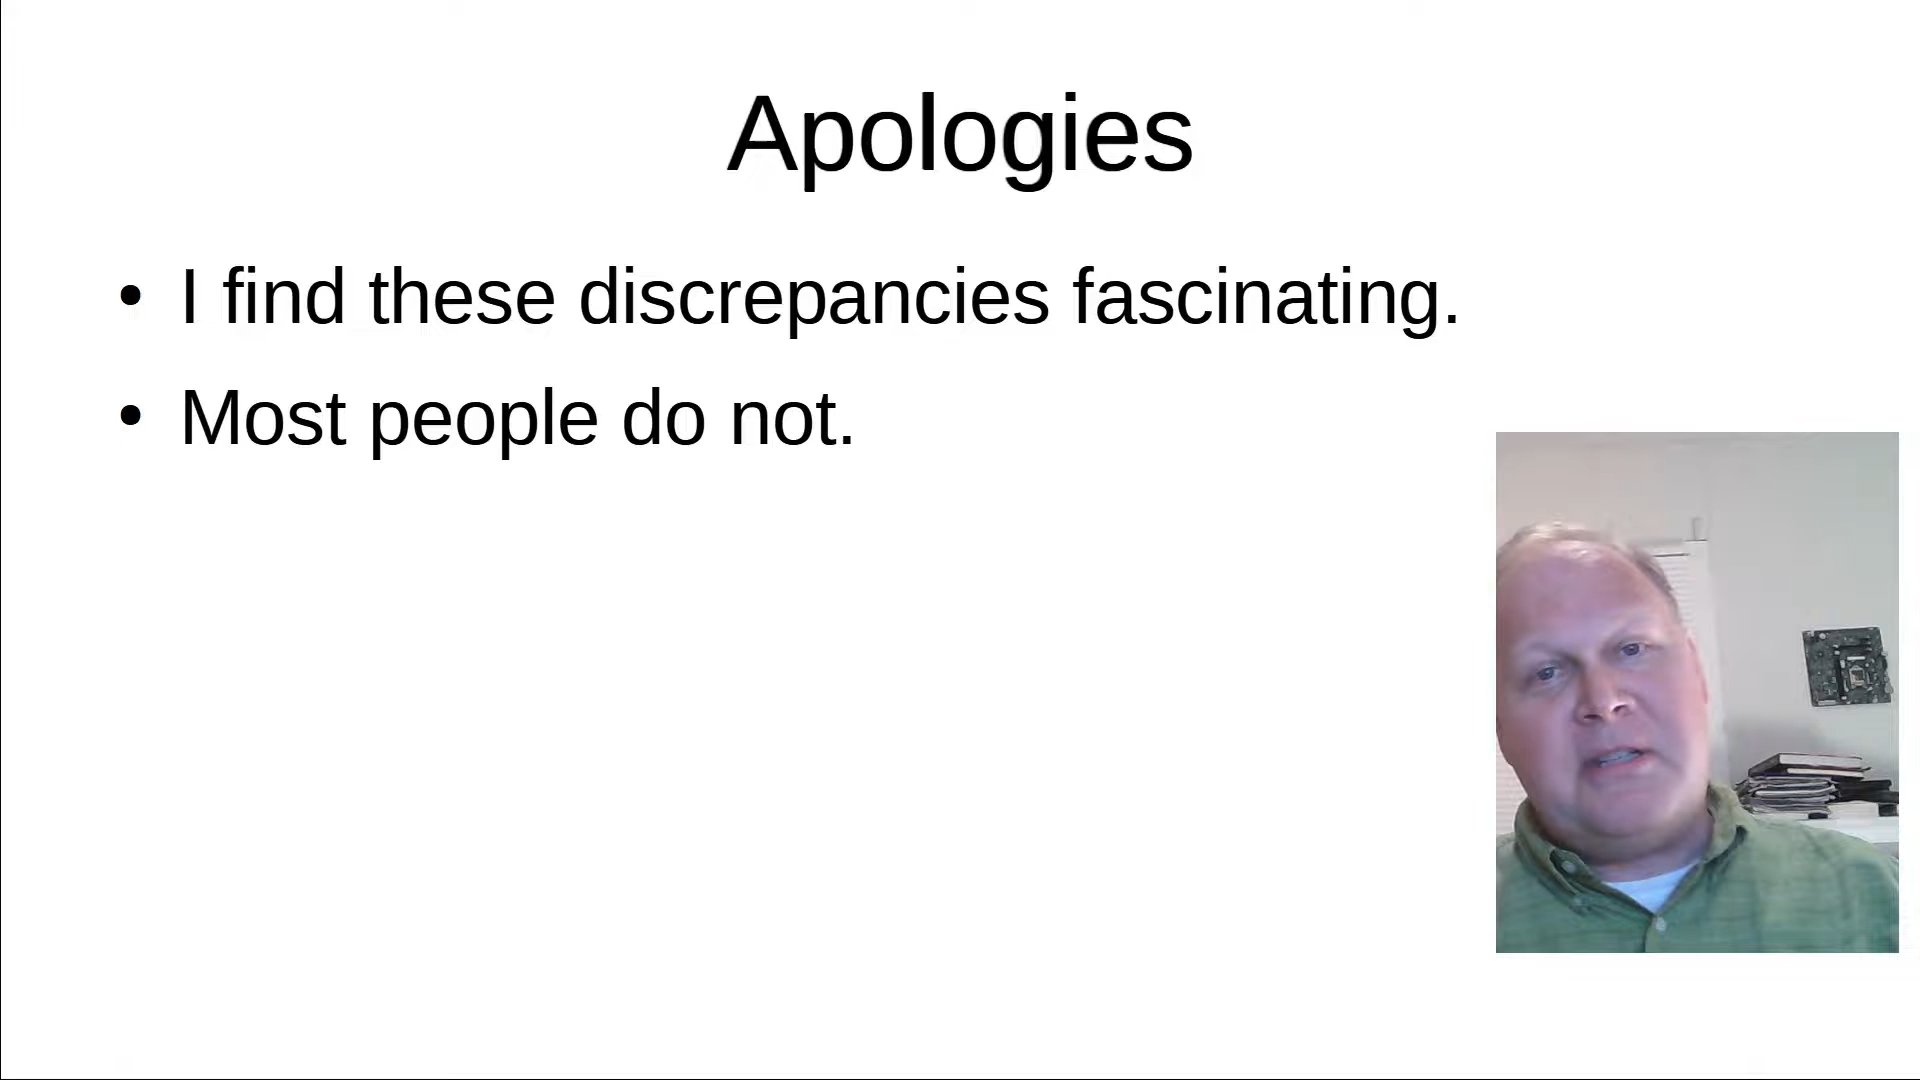 Apologies
• I find these discrepancies fascinating.
• Most people do not.